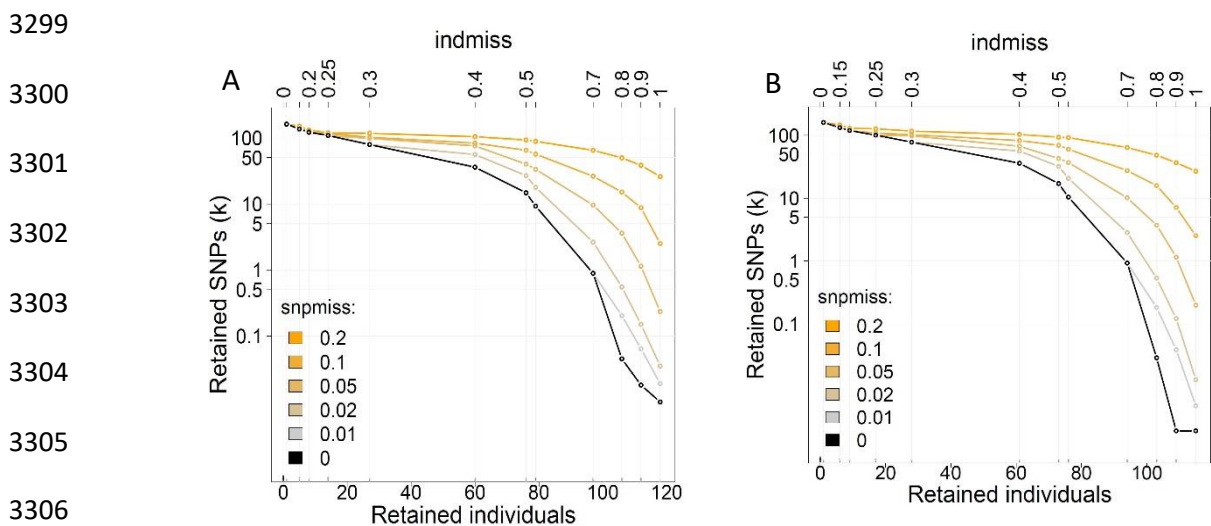 3299
3300
3301
3302
3303
3304
3305
3306
A
indmiss
0 0.2 0.25 0.3 0.4 0.5 0.7 0.8 0.9 1
Retained SNPs (k)
100
50
10
5
1
0.5
0.1
snpmiss:
0.2
0.1
0.05
0.02
0.01
0
0 20 40 60 80 100 120
Retained individuals
B
indmiss
0 0.15 0.25 0.3 0.4 0.5 0.7 0.8 0.9 1
Retained SNPs (k)
100
50
10
5
1
0.5
0.1
snpmiss:
0.2
0.1
0.05
0.02
0.01
0
0 20 40 60 80 100
Retained individuals